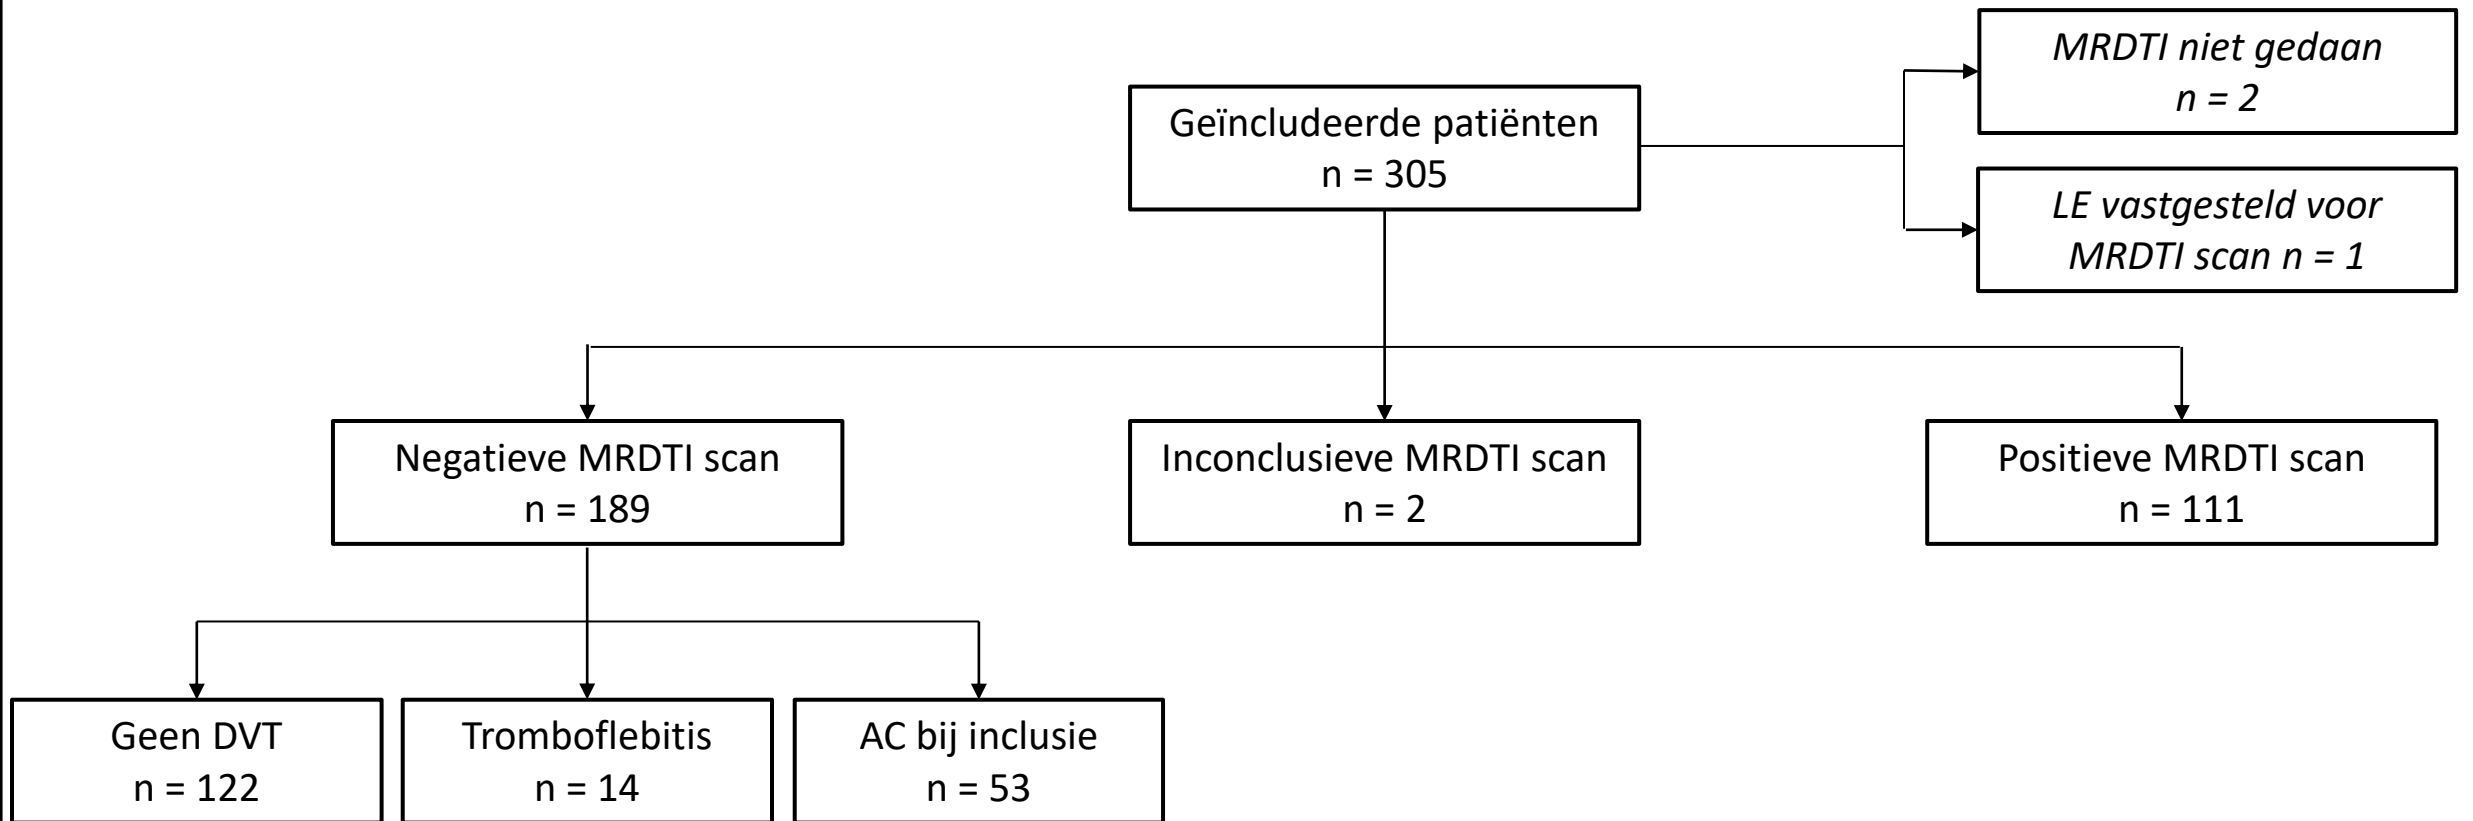 MRDTI niet gedaan
n = 2
Geïncludeerde patiënten
n = 305
LE vastgesteld voor
MRDTI scan n = 1
Negatieve MRDTI scan
n = 189
Inconclusieve MRDTI scan
n = 2
Positieve MRDTI scan
n = 111
Geen DVT
n = 122
Tromboflebitis
n = 14
AC bij inclusie
n = 53